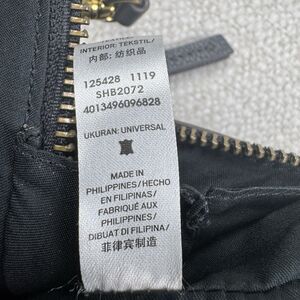 INTERIOR: TEKSTIL/
内部: 纺织品
125428 1119
SHB2072
4013496096828
UKURAN: UNIVERSAL
MADE IN
PHILIPPINES/HECHO
EN FILIPINAS/
FABRIQUÉ AUX
PHILIPPINES/
DIBUAT DI FILIPINA/
菲律宾制造